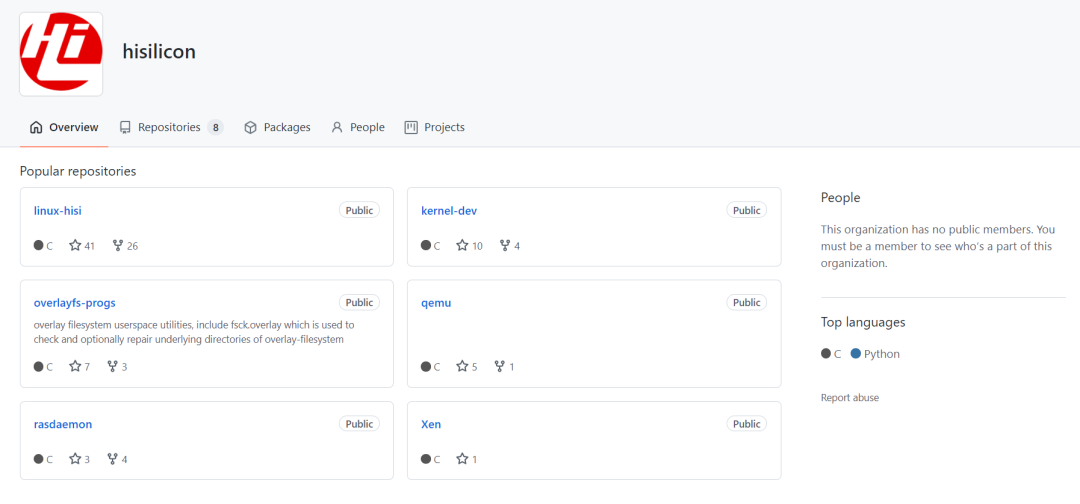 Hi
hisilicon
Overview
Repositories 8
Packages
People
Projects
Popular repositories
linux-hisi
Public
C 41 26
kernel-dev
Public
C 10 4
overlayfs-progs
Public
overlay filesystem userspace utilities, include fsck.overlay which is used to
check and optionally repair underlying directories of overlay-filesystem
C 7 3
qemu
Public
C 5 1
rasdaemon
Public
C 3 4
Xen
Public
C 1
People
This organization has no public members. You
must be a member to see who's a part of this
organization.
Top languages
C Python
Report abuse